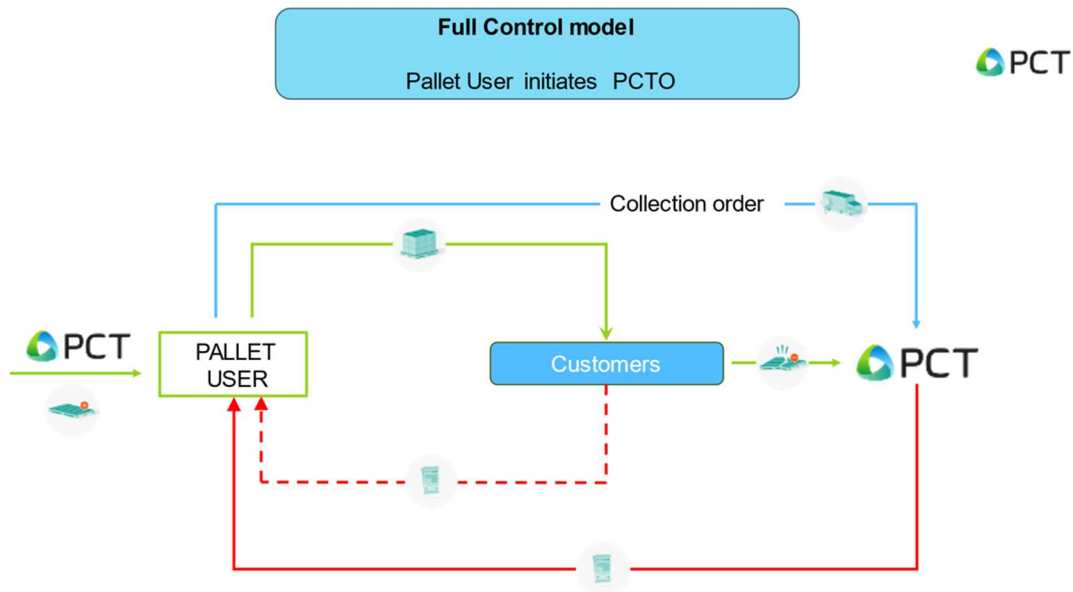 Full Control model
Pallet User initiates PCTO
PCT
Collection order
PCT
PALLET
USER
Customers
PCT